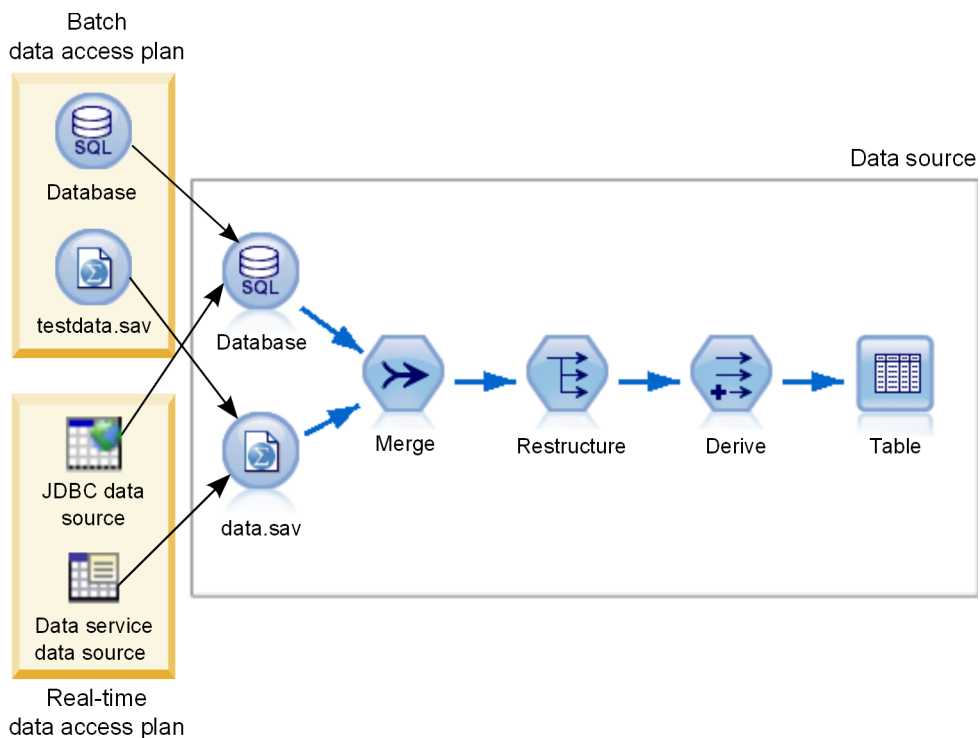 Batch
data access plan
SQL
Database
testdata.sav
JDBC data
source
Data service
data source
Real-time
data access plan
Data source
SQL
Database
data.sav
Merge
Restructure
Derive
Table